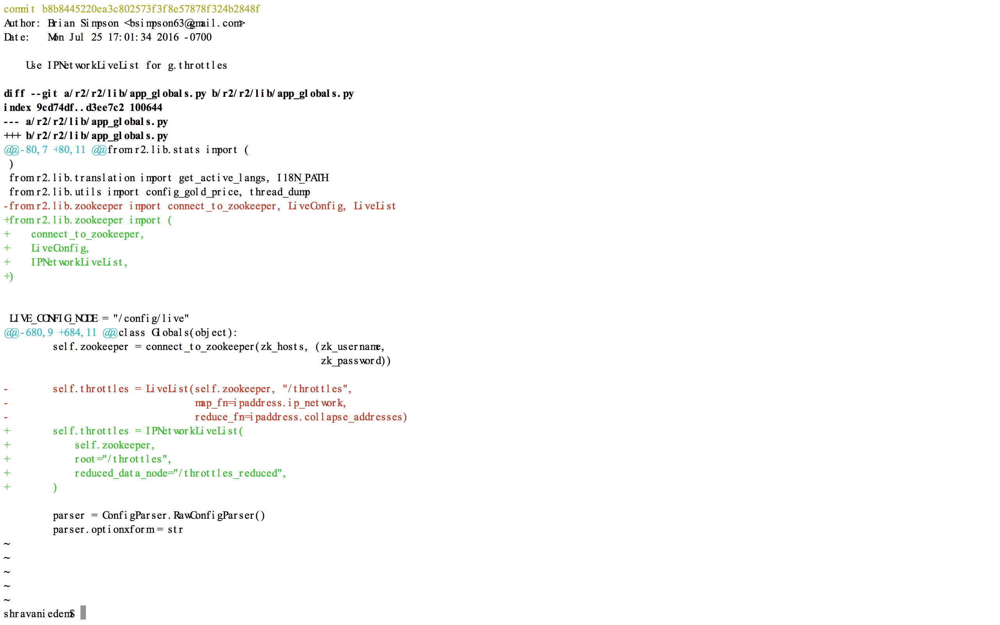 commit b8b8445220ea3c802573f3f8e57878f324b2848f
Author: Brian Simpson <bsimpson63@gmail.com>
Date:   Mon Jul 25 17:01:34 2016 -0700

    Use IPNetworkLiveList for g.throttles

diff --git a/r2/r2/lib/app_globals.py b/r2/r2/lib/app_globals.py
index 9cd74df..d3ee7c2 100644
--- a/r2/r2/lib/app_globals.py
+++ b/r2/r2/lib/app_globals.py
@@ -80,7 +80,11 @@ from r2.lib.stats import (
 )
 from r2.lib.translation import get_active_langs, I18N_PATH
 from r2.lib.utils import config_gold_price, thread_dump
-from r2.lib.zookeeper import connect_to_zookeeper, LiveConfig, LiveList
+from r2.lib.zookeeper import (
+    connect_to_zookeeper,
+    LiveConfig,
+    IPNetworkLiveList,
+)


 LIVE_CONFIG_NODE = "/config/live"
@@ -680,9 +684,11 @@ class Globals(object):
         self.zookeeper = connect_to_zookeeper(zk_hosts, (zk_username,
                                                          zk_password))

-        self.throttles = LiveList(self.zookeeper, "/throttles",
-                                  map_fn=ipaddress.ip_network,
-                                  reduce_fn=ipaddress.collapse_addresses)
+        self.throttles = IPNetworkLiveList(
+            self.zookeeper,
+            root="/throttles",
+            reduced_data_node="/throttles_reduced",
+        )

         parser = ConfigParser.RawConfigParser()
         parser.optionxform = str
~
~
~
~
~
shravaniedem$